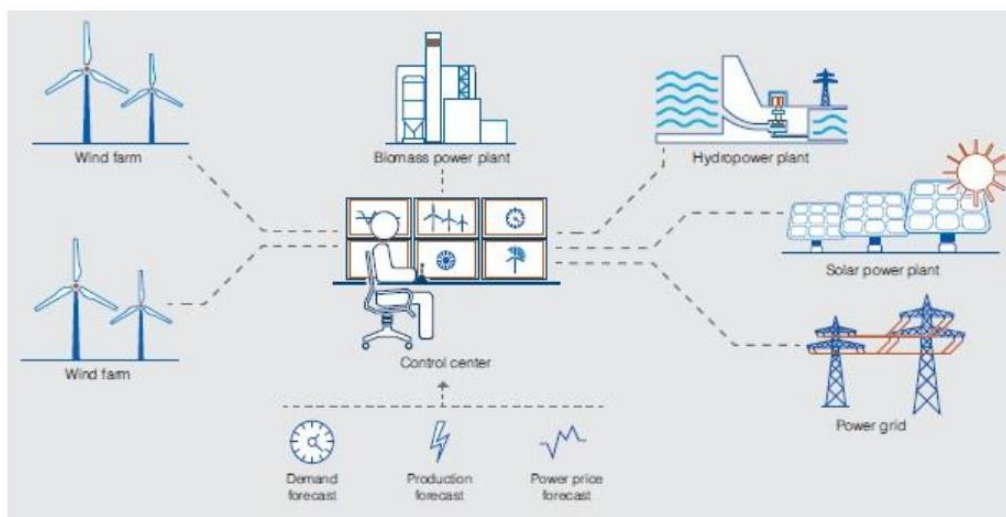 Wind farm
Biomass power plant
Hydropower plant
Solar power plant
Wind farm
Control center
Power grid
Demand
forecast
Production
forecast
Power price
forecast